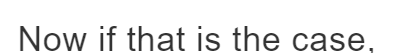 Now if that is the case,